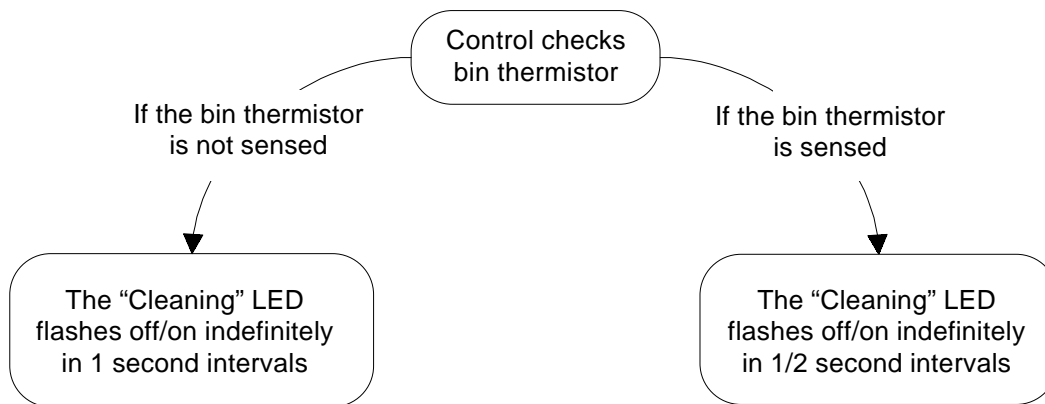 Control checks
bin thermistor
If the bin thermistor
is not sensed
If the bin thermistor
is sensed
The “Cleaning” LED
flashes off/on indefinitely
in 1 second intervals
The “Cleaning” LED
flashes off/on indefinitely
in 1/2 second intervals